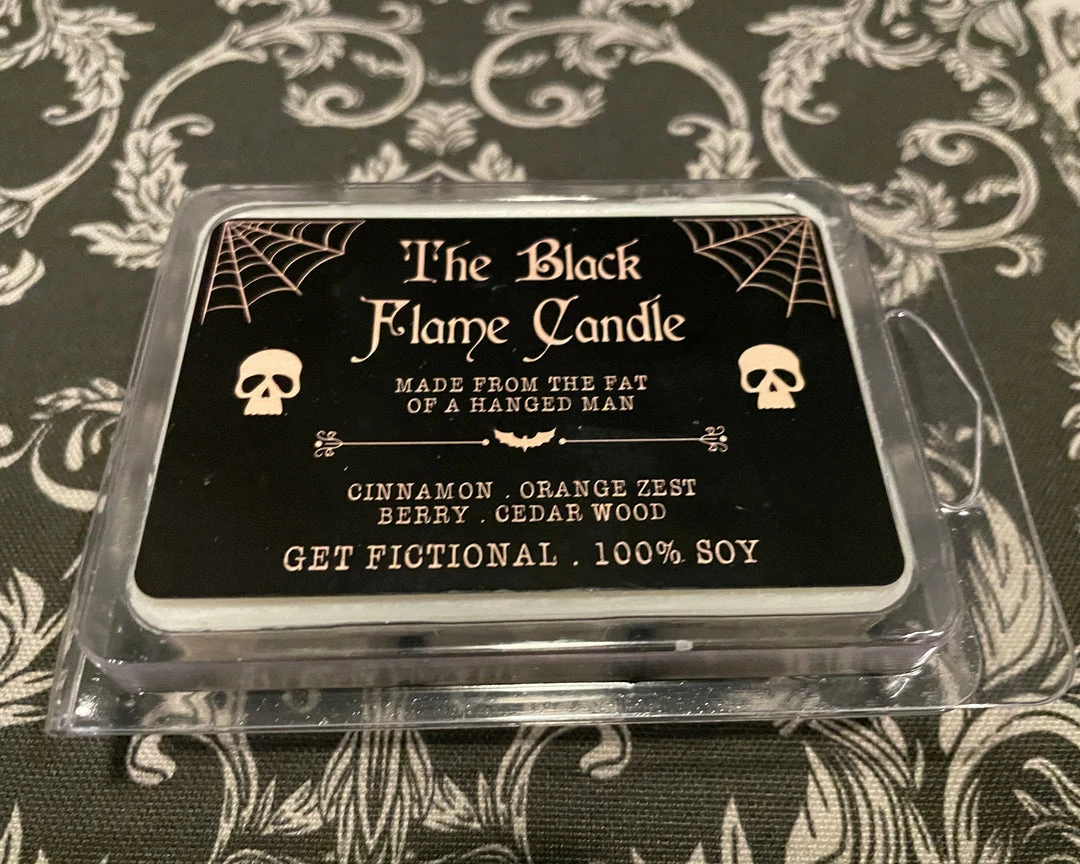 The Black
Flame Candle
MADE FROM THE FAT
OF A HANGED MAN
CINNAMON . ORANGE ZEST
BERRY . CEDAR WOOD
GET FICTIONAL . 100% SOY